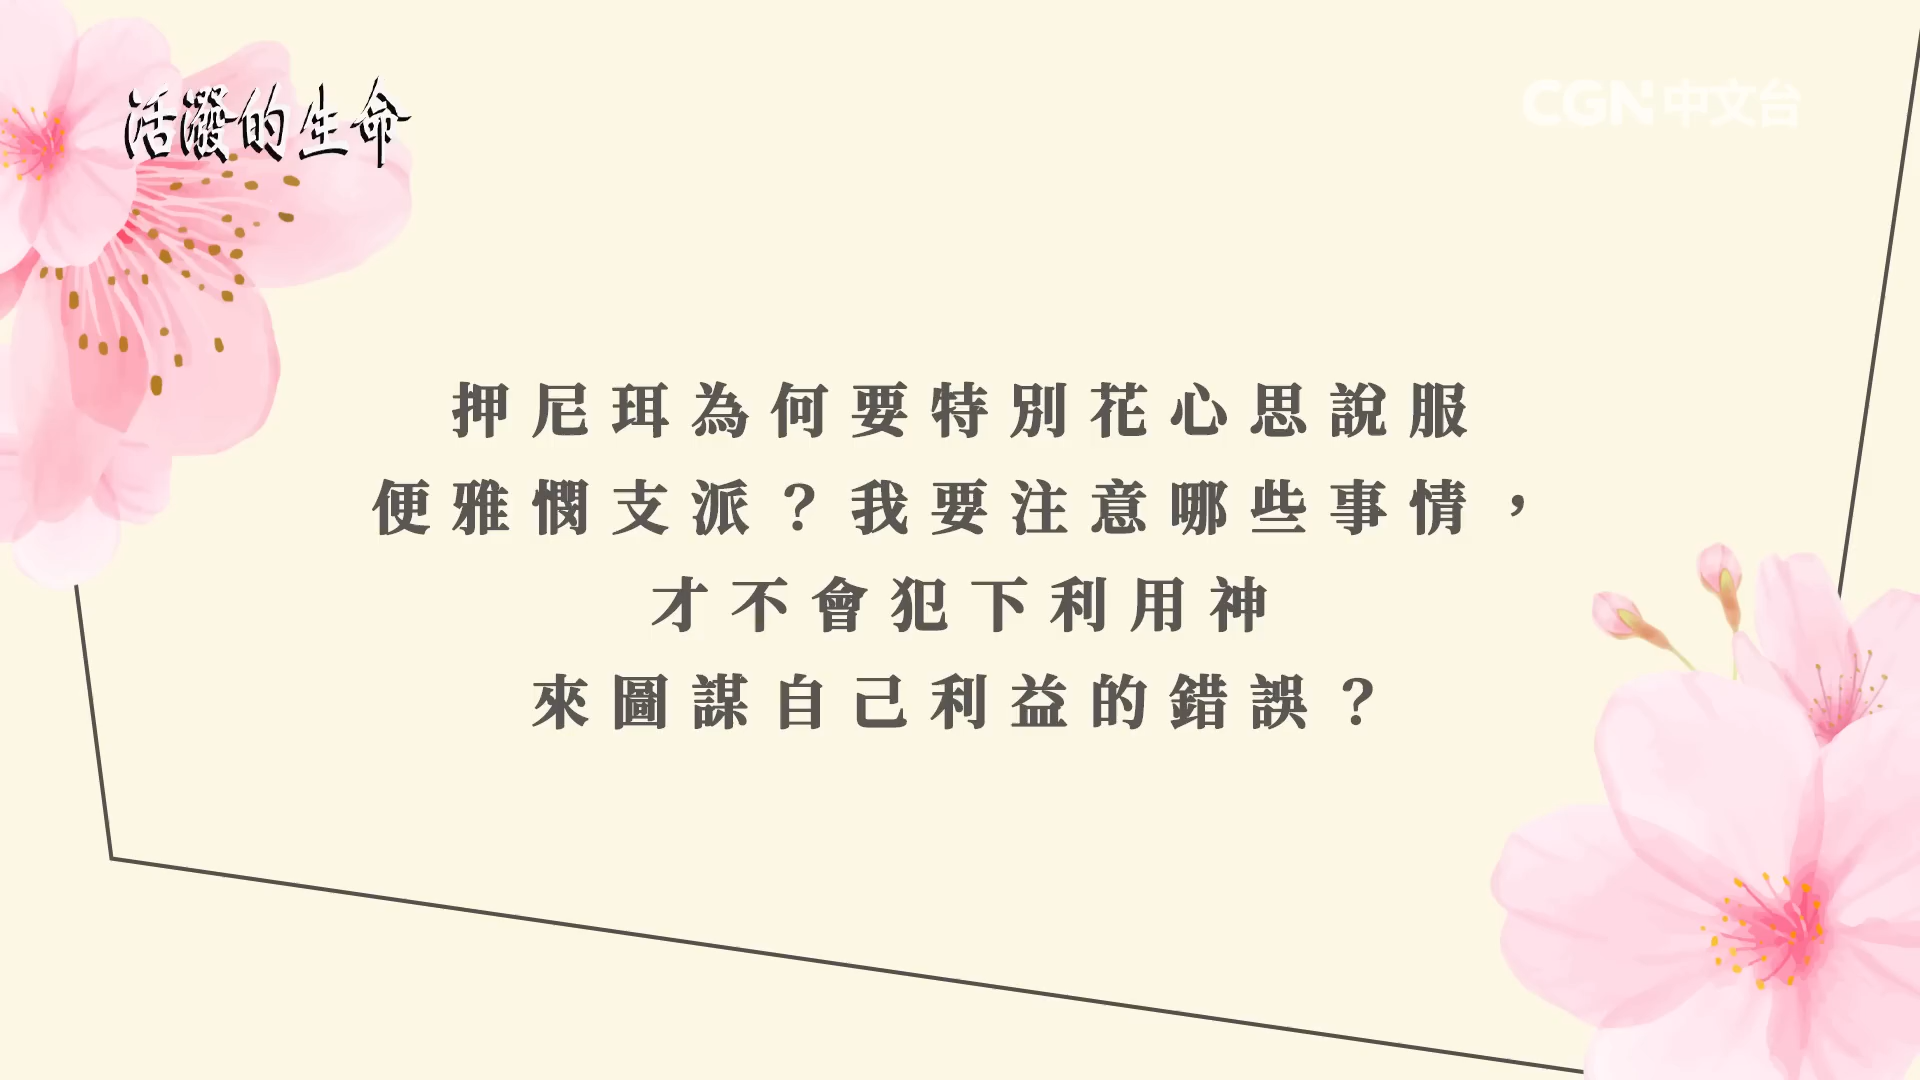 活潑的生命
CGN中文台
押尼珥為何要特別花心思說服
便雅憫支派？我要注意哪些事情，
才不會犯下利用神
來圖謀自己利益的錯誤？